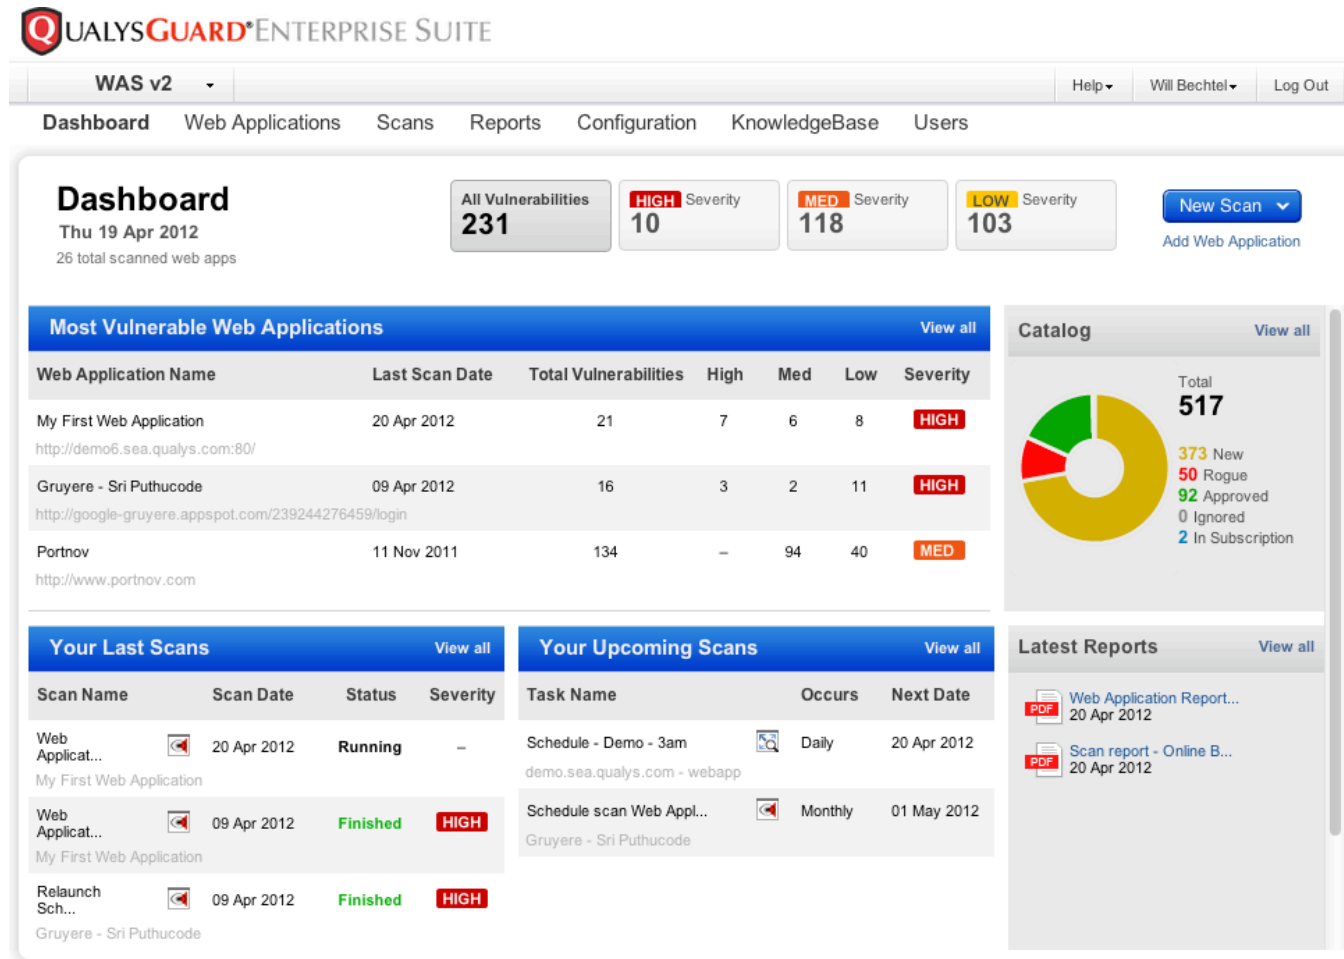 QUALYSGUARD® ENTERPRISE SUITE
WAS v2
Help
Will Bechtel
Log Out
Dashboard Web Applications Scans Reports Configuration KnowledgeBase Users
Dashboard
Thu 19 Apr 2012
26 total scanned web apps
All Vulnerabilities
231
HIGH Severity
10
MED Severity
118
LOW Severity
103
New Scan
Add Web Application
Most Vulnerable Web Applications View all
Web Application Name Last Scan Date Total Vulnerabilities High Med Low Severity
My First Web Application 20 Apr 2012 21 7 6 8 HIGH
http://demo6.sea.qualys.com:80/
Gruyere - Sri Puthucode 09 Apr 2012 16 3 2 11 HIGH
http://google-gruyere.appspot.com/239244276459/login
Portnov 11 Nov 2011 134 – 94 40 MED
http://www.portnov.com
Catalog View all
Total
517
373 New
50 Rogue
92 Approved
0 Ignored
2 In Subscription
Your Last Scans View all
Scan Name Scan Date Status Severity
Web
Applicat... 20 Apr 2012 Running –
My First Web Application
Web
Applicat... 09 Apr 2012 Finished HIGH
My First Web Application
Relaunch
Sch... 09 Apr 2012 Finished HIGH
Gruyere - Sri Puthucode
Your Upcoming Scans View all
Task Name Occurs Next Date
Schedule - Demo - 3am Daily 20 Apr 2012
demo.sea.qualys.com - webapp
Schedule scan Web Appl... Monthly 01 May 2012
Gruyere - Sri Puthucode
Latest Reports View all
PDF Web Application Report...
20 Apr 2012
PDF Scan report - Online B...
20 Apr 2012